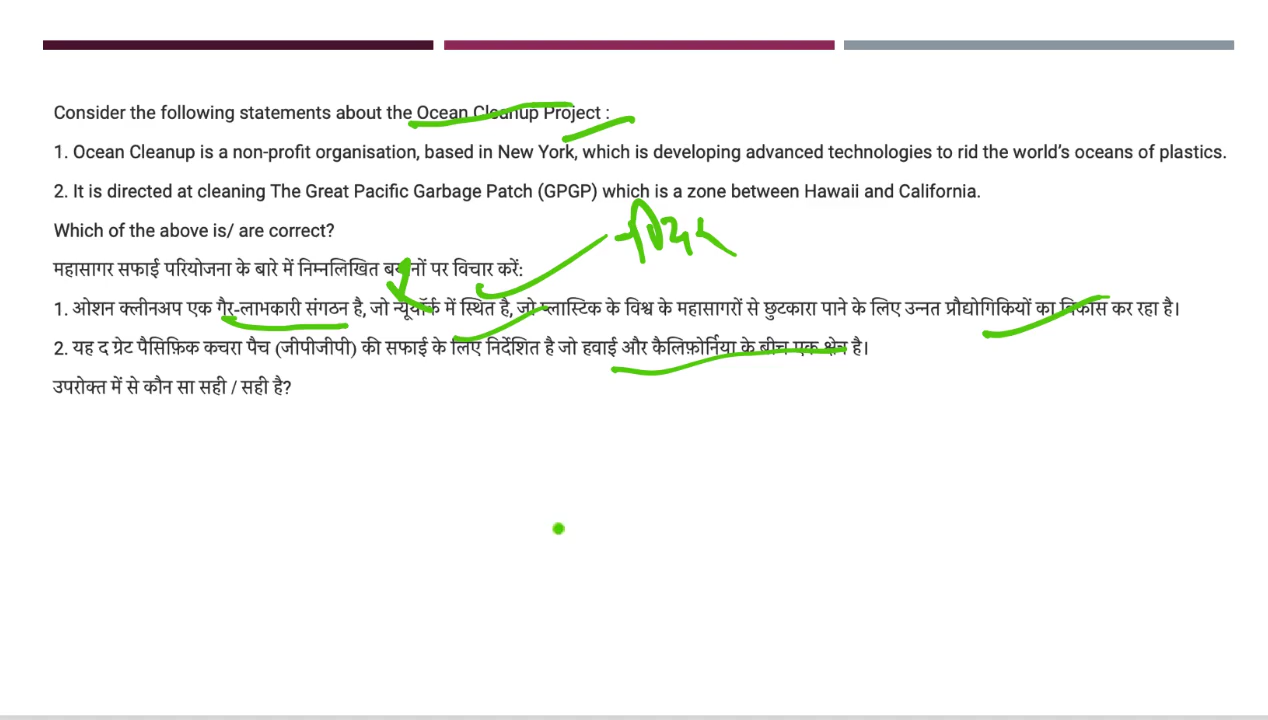 Consider the following statements about the Ocean Cleanup Project :
1. Ocean Cleanup is a non-profit organisation, based in New York, which is developing advanced technologies to rid the world's oceans of plastics.
2. It is directed at cleaning The Great Pacific Garbage Patch (GPGP) which is a zone between Hawaii and California.
Which of the above is/ are correct?
महासागर सफाई परियोजना के बारे में निम्नलिखित बयानों पर विचार करें:
1. ओशन क्लीनअप एक गैर-लाभकारी संगठन है, जो न्यूयॉर्क में स्थित है, जो प्लास्टिक के विश्व के महासागरों से छुटकारा पाने के लिए उन्नत प्रौद्योगिकियों का विकास कर रहा है।
2. यह द ग्रेट पैसिफ़िक कचरा पैच (जीपीजीपी) की सफाई के लिए निर्देशित है जो हवाई और कैलिफ़ोर्निया के बीच एक क्षेत्र है।
उपरोक्त में से कौन सा सही / सही है?